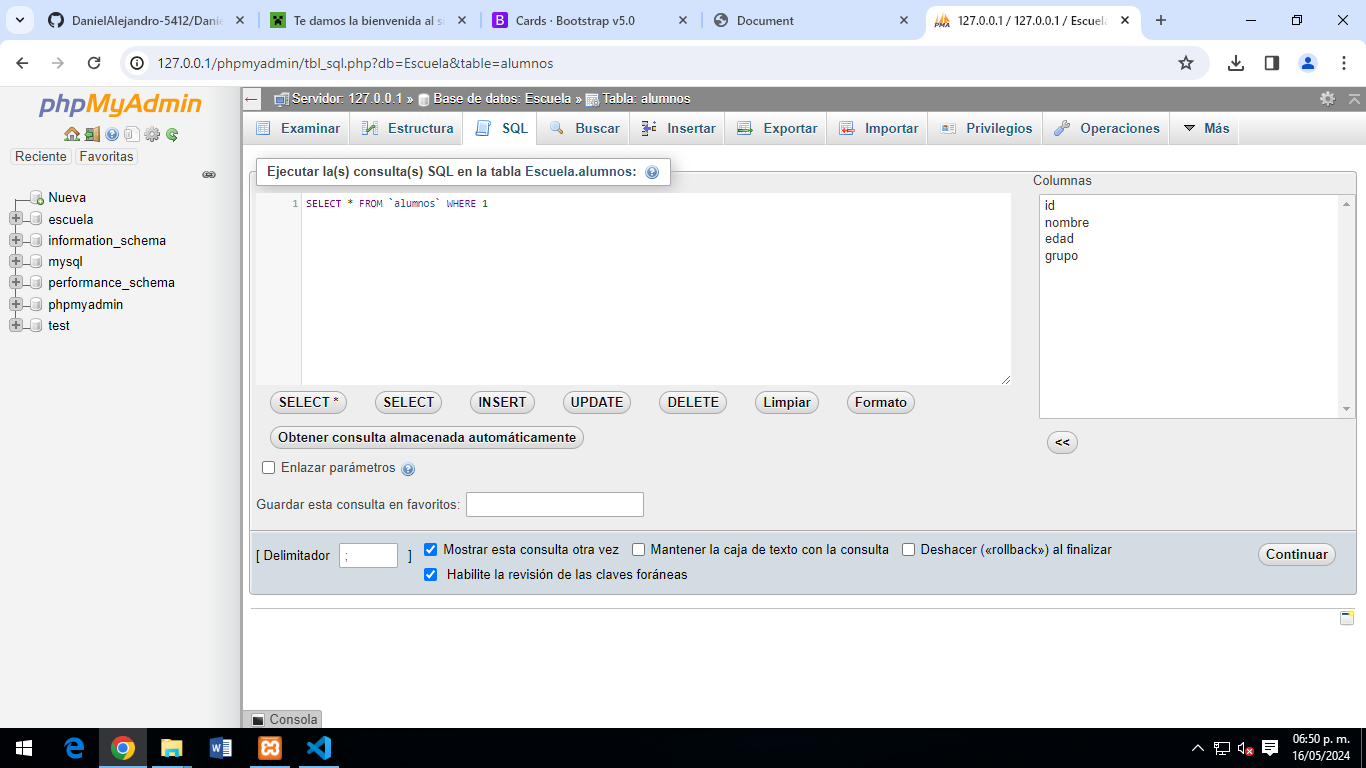 DanielAlejandro-5412/Danie
Te damos la bienvenida al si
Cards · Bootstrap v5.0
Document
127.0.0.1 / 127.0.0.1 / Escuela
127.0.0.1/phpmyadmin/tbl_sql.php?db=Escuela&table=alumnos
phpMyAdmin
Reciente Favoritas
Nueva
escuela
information_schema
mysql
performance_schema
phpmyadmin
test
Servidor: 127.0.0.1 » Base de datos: Escuela » Tabla: alumnos
Examinar Estructura SQL Buscar Insertar Exportar Importar Privilegios Operaciones Más
Ejecutar la(s) consulta(s) SQL en la tabla Escuela.alumnos:
1 SELECT * FROM `alumnos` WHERE 1
Columnas
id
nombre
edad
grupo
<<
SELECT * SELECT INSERT UPDATE DELETE Limpiar Formato
Obtener consulta almacenada automáticamente
Enlazar parámetros
Guardar esta consulta en favoritos:
[ Delimitador ; ] Mostrar esta consulta otra vez Mantener la caja de texto con la consulta Deshacer («rollback») al finalizar
Habilite la revisión de las claves foráneas
Continuar
Consola
06:50 p. m.
16/05/2024